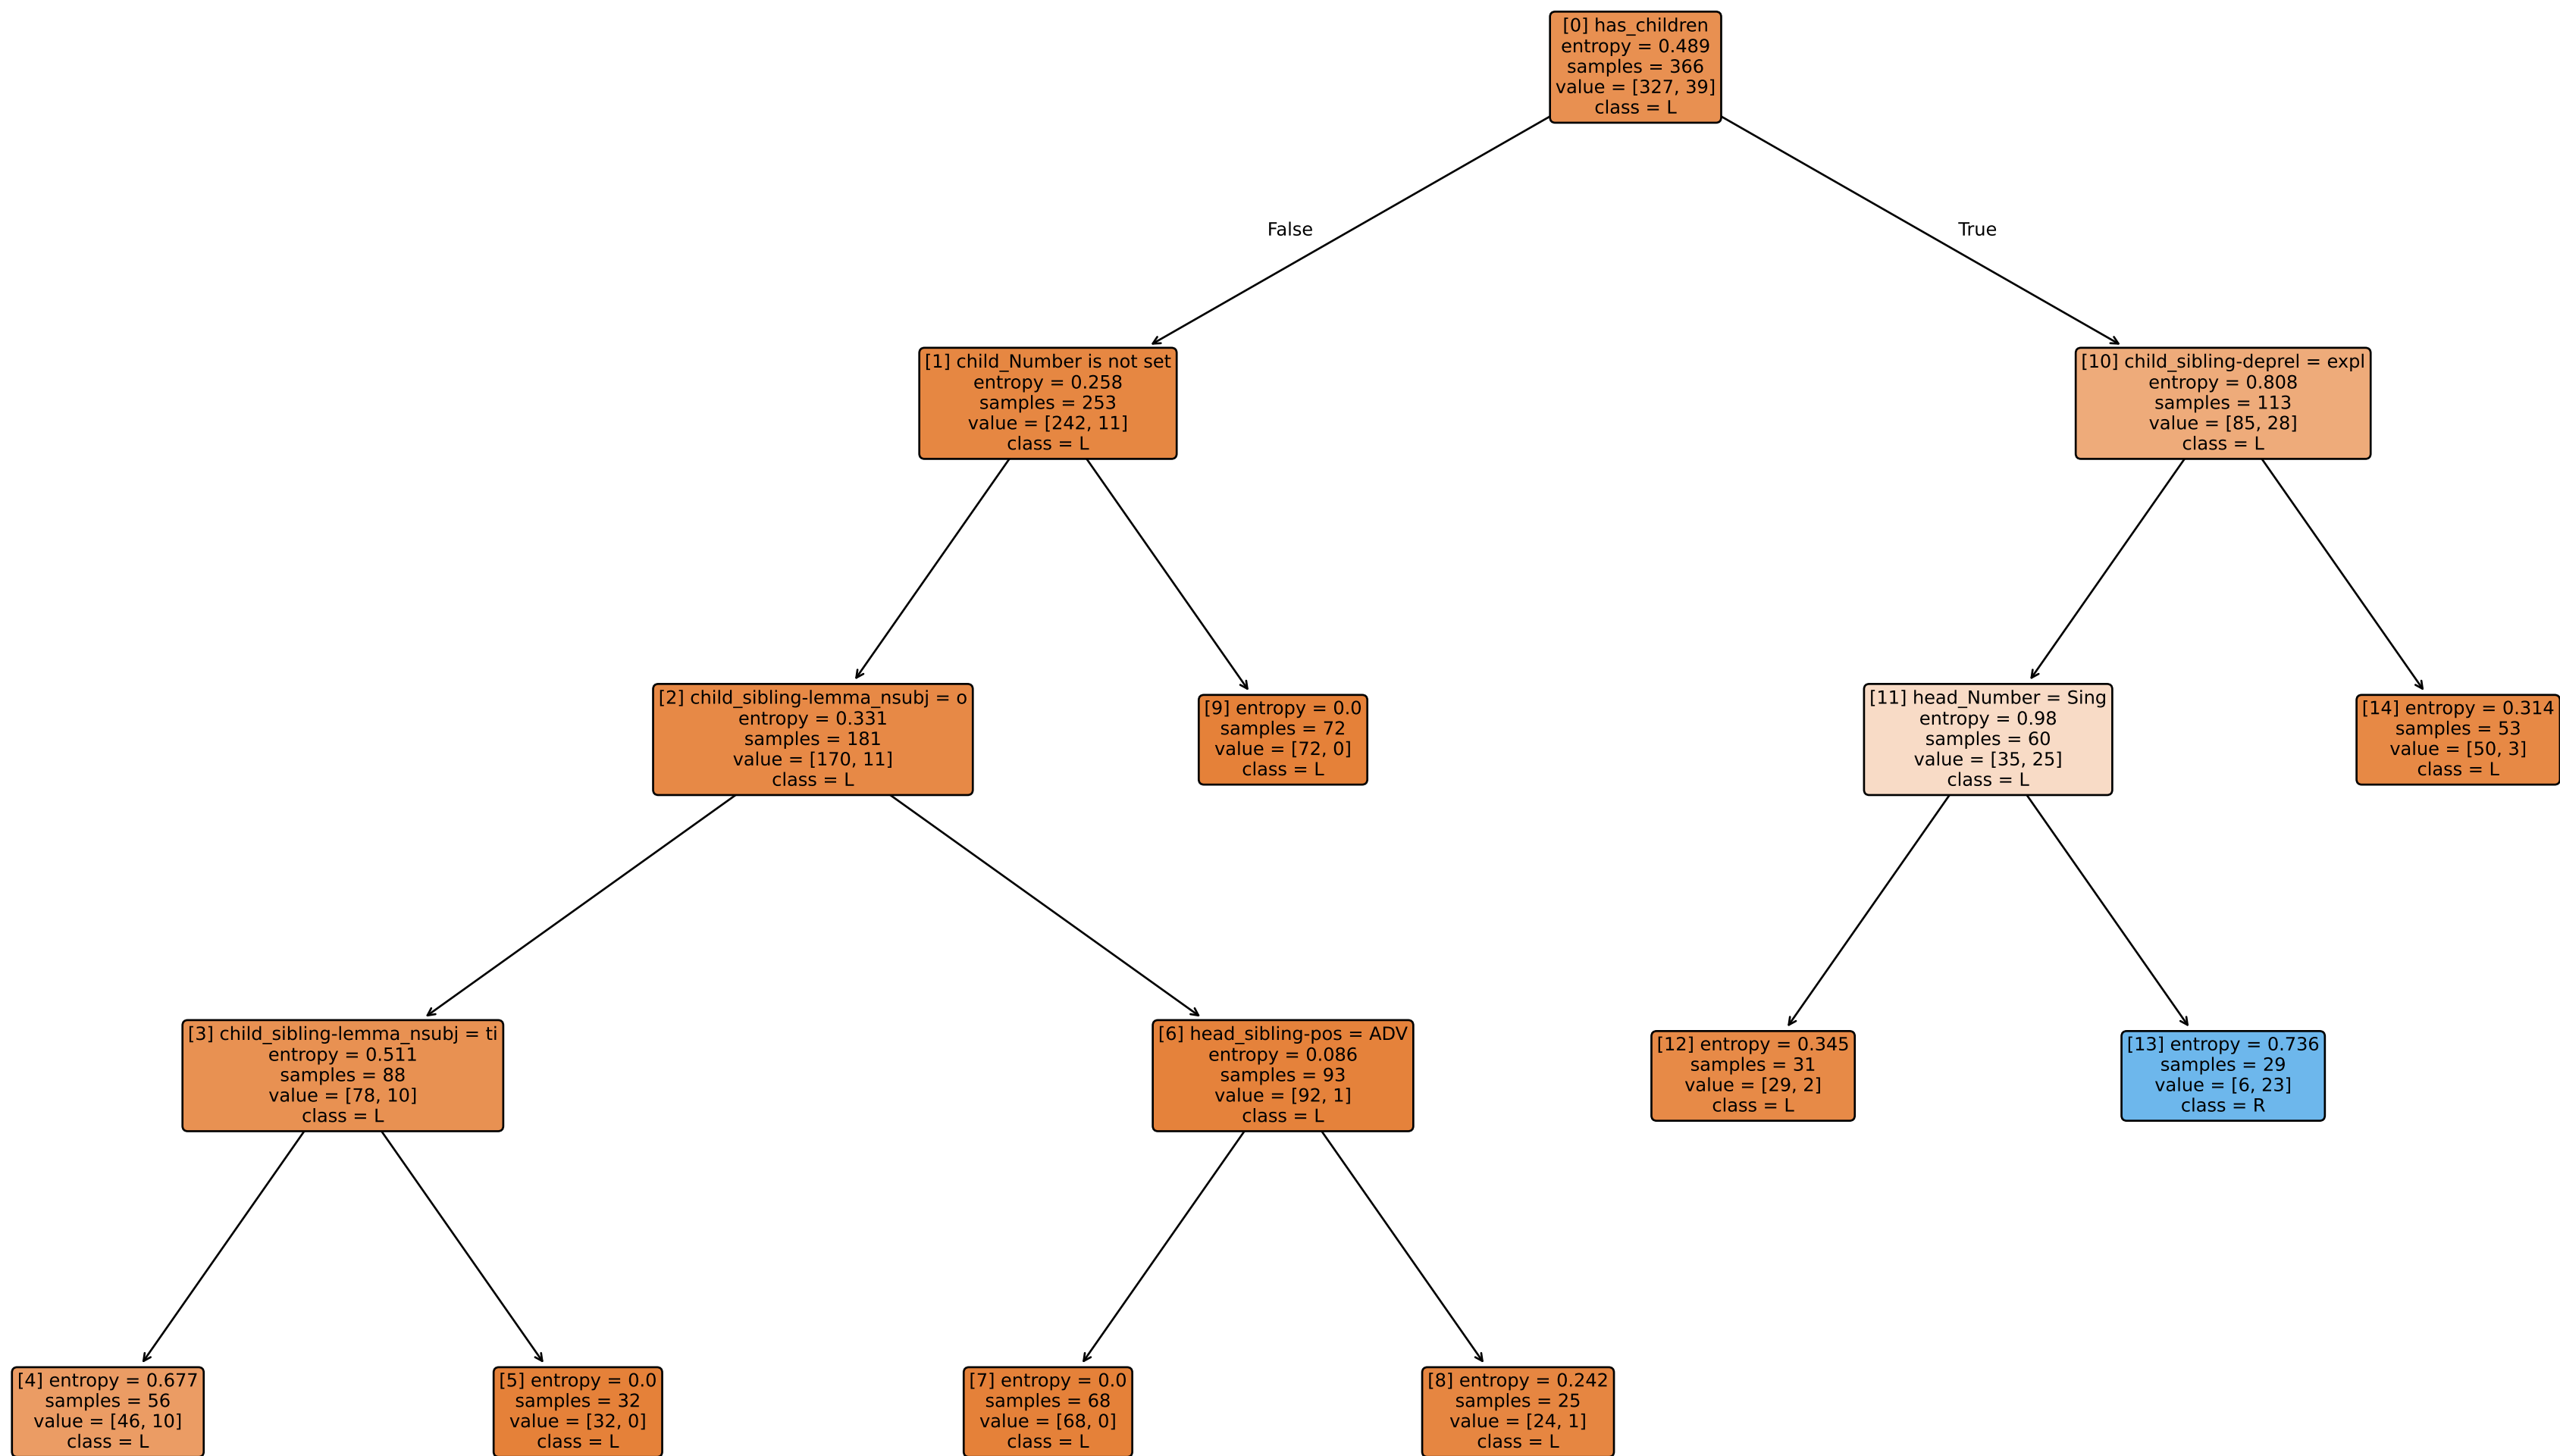 [0] has_children
entropy = 0.489
samples = 366
value = [327, 39]
class = L
False
True
[1] child_Number is not set
entropy = 0.258
samples = 253
value = [242, 11]
class = L
[10] child_sibling-deprel = expl
entropy = 0.808
samples = 113
value = [85, 28]
class = L
[2] child_sibling-lemma_nsubj = o
entropy = 0.331
samples = 181
value = [170, 11]
class = L
[9] entropy = 0.0
samples = 72
value = [72, 0]
class = L
[11] head_Number = Sing
entropy = 0.98
samples = 60
value = [35, 25]
class = L
[14] entropy = 0.314
samples = 53
value = [50, 3]
class = L
[3] child_sibling-lemma_nsubj = ti
entropy = 0.511
samples = 88
value = [78, 10]
class = L
[6] head_sibling-pos = ADV
entropy = 0.086
samples = 93
value = [92, 1]
class = L
[12] entropy = 0.345
samples = 31
value = [29, 2]
class = L
[13] entropy = 0.736
samples = 29
value = [6, 23]
class = R
[4] entropy = 0.677
samples = 56
value = [46, 10]
class = L
[5] entropy = 0.0
samples = 32
value = [32, 0]
class = L
[7] entropy = 0.0
samples = 68
value = [68, 0]
class = L
[8] entropy = 0.242
samples = 25
value = [24, 1]
class = L